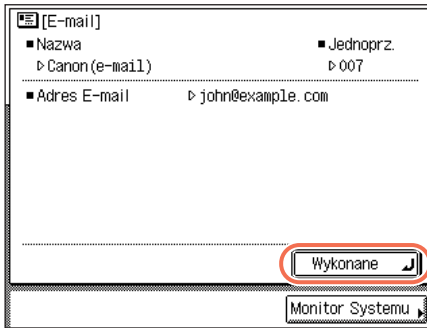 [E-mail]
■ Nazwa ■ Jednoprz.
▷ Canon(e-mail) ▷ 007
■ Adres E-mail ▷ john@example.com
Wykonane
Monitor Systemu